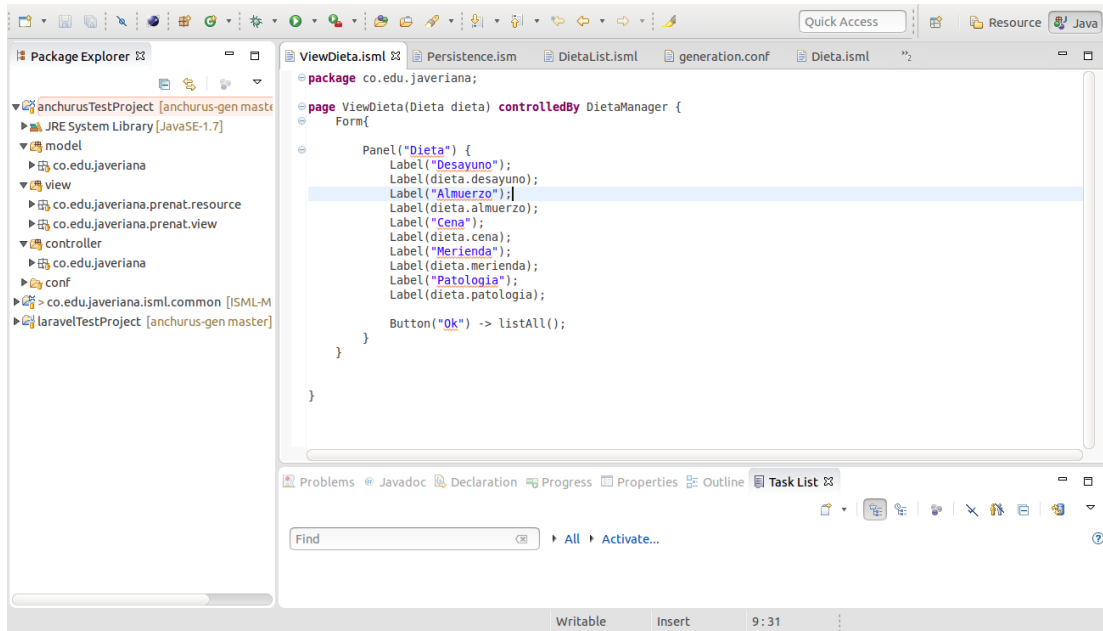 Quick Access
Resource
Java
Package Explorer
anchurusTestProject [anchurus-gen maste
JRE System Library [JavaSE-1.7]
model
co.edu.javeriana
view
co.edu.javeriana.prenat.resource
co.edu.javeriana.prenat.view
controller
co.edu.javeriana
conf
> co.edu.javeriana.isml.common [ISML-M
laravelTestProject [anchurus-gen master]
ViewDieta.isml
Persistence.ism
DietaList.isml
generation.conf
Dieta.isml
»2
package co.edu.javeriana;
page ViewDieta(Dieta dieta) controlledBy DietaManager {
Form{
Panel("Dieta") {
Label("Desayuno");
Label(dieta.desayuno);
Label("Almuerzo");
Label(dieta.almuerzo);
Label("Cena");
Label(dieta.cena);
Label("Merienda");
Label(dieta.merienda);
Label("Patologia");
Label(dieta.patologia);
Button("Ok") -> listAll();
}
}
}
Problems
Javadoc
Declaration
Progress
Properties
Outline
Task List
Find
All
Activate...
Writable
Insert
9:31